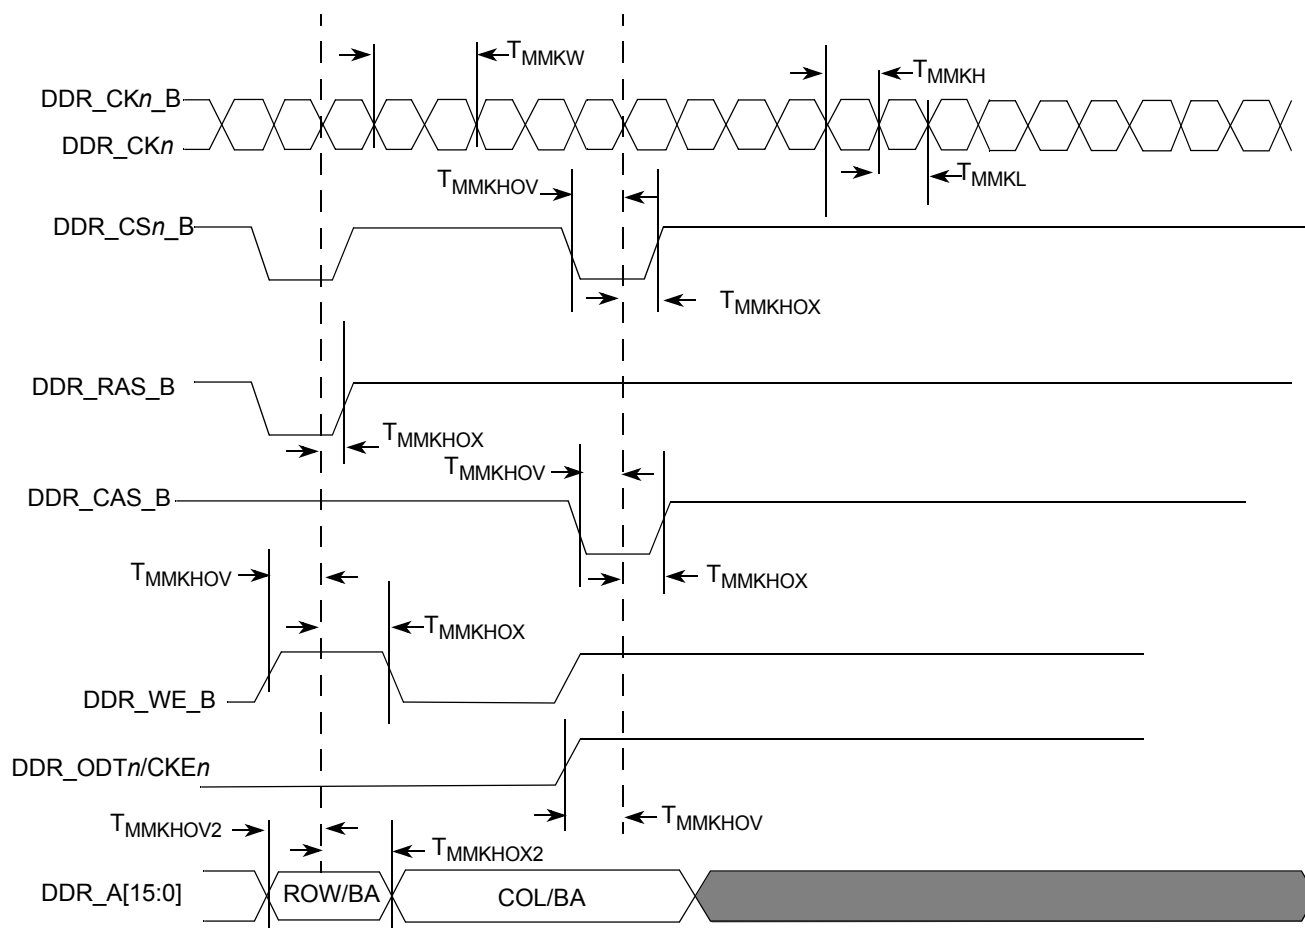 T_MMKW
T_MMKH
DDR_CKn_B
DDR_CKn
T_MMKHOV
T_MMKL
DDR_CSn_B
T_MMKHOX
DDR_RAS_B
T_MMKHOX
T_MMKHOV
DDR_CAS_B
T_MMKHOV
T_MMKHOX
T_MMKHOX
DDR_WE_B
DDR_ODTn/CKEn
T_MMKHOV2
T_MMKHOV
T_MMKHOX2
DDR_A[15:0]
ROW/BA
COL/BA